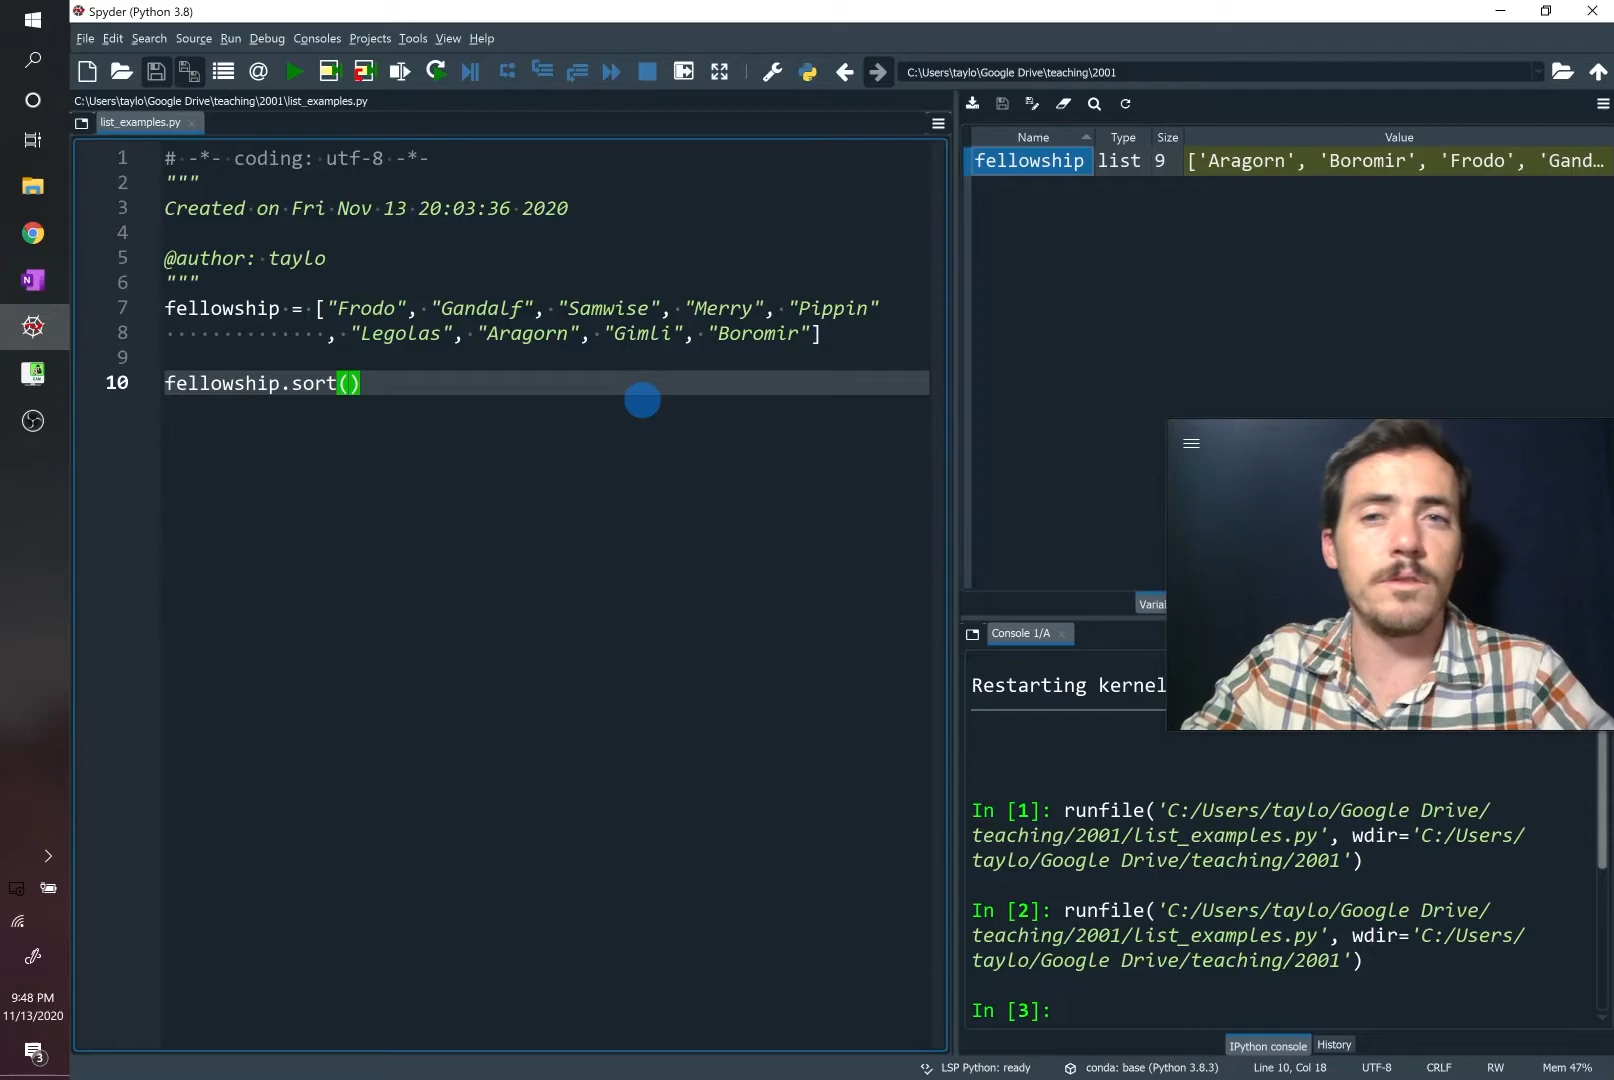 Spyder (Python 3.8)
File Edit Search Source Run Debug Consoles Projects Tools View Help
C:\Users\taylo\Google Drive\teaching\2001
C:\Users\taylo\Google Drive\teaching\2001\list_examples.py
list_examples.py
1 # -*- coding: utf-8 -*-
2 """
3 Created on Fri Nov 13 20:03:36 2020
4
5 @author: taylo
6 """
7 fellowship = ["Frodo", "Gandalf", "Samwise", "Merry", "Pippin"
8 , "Legolas", "Aragorn", "Gimli", "Boromir"]
9
10 fellowship.sort()
Name Type Size Value
fellowship list 9 ['Aragorn', 'Boromir', 'Frodo', 'Gand...
Varia
Console 1/A
Restarting kernel
In [1]: runfile('C:/Users/taylo/Google Drive/
teaching/2001/list_examples.py', wdir='C:/Users/
taylo/Google Drive/teaching/2001')
In [2]: runfile('C:/Users/taylo/Google Drive/
teaching/2001/list_examples.py', wdir='C:/Users/
taylo/Google Drive/teaching/2001')
In [3]:
IPython console History
LSP Python: ready conda: base (Python 3.8.3) Line 10, Col 18 UTF-8 CRLF RW Mem 47%
9:48 PM
11/13/2020
3